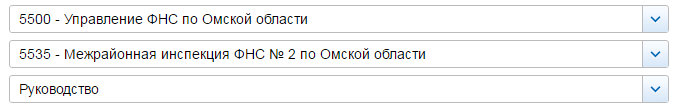 5500 - Управление ФНС по Омской области
5535 - Межрайонная инспекция ФНС № 2 по Омской области
Руководство